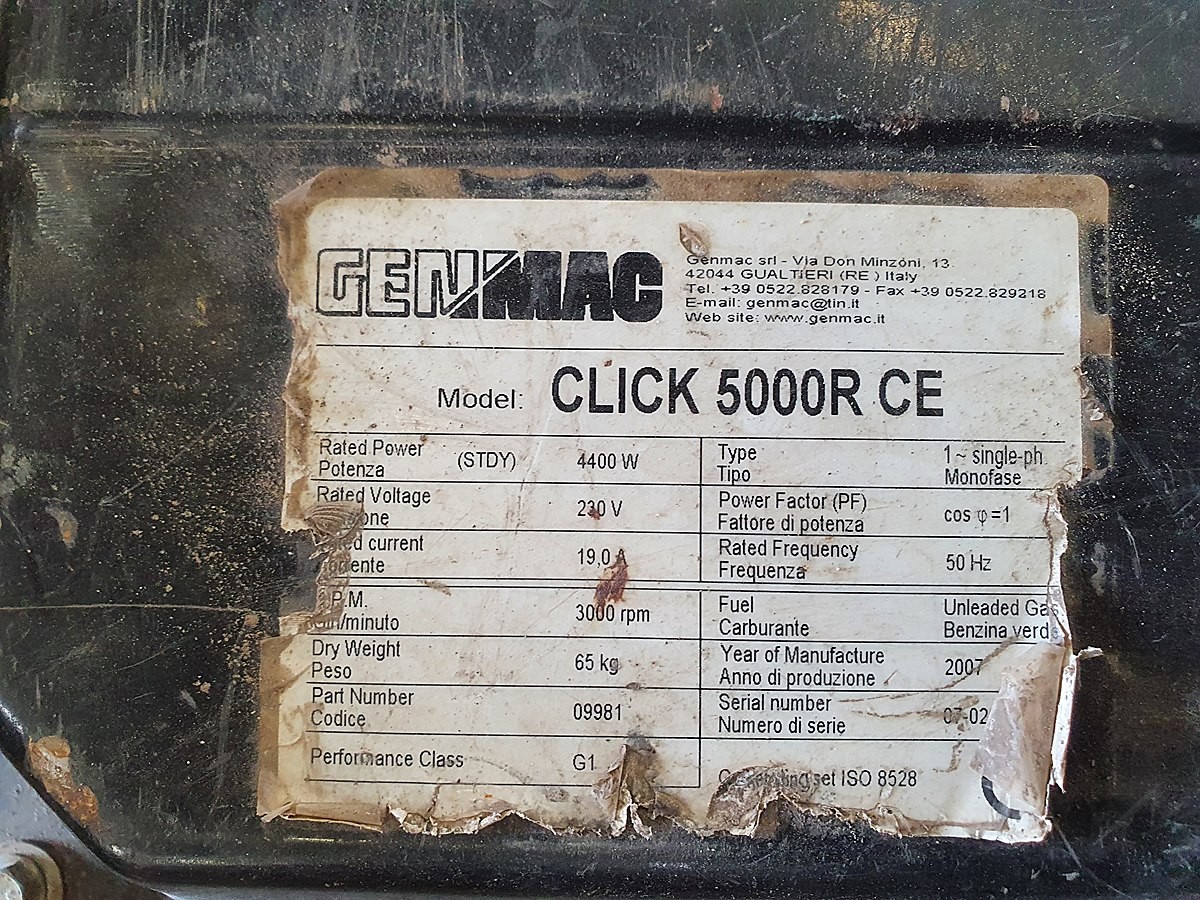 GENMAC
Genmac srl - Via Don Minzoni, 13
42044 GUALTIERI (RE ) Italy
Tel. +39 0522.828179 - Fax +39 0522.829218
E-mail: genmac@tin.it
Web site: www.genmac.it
Model: CLICK 5000R CE
Rated Power (STDY) 4400 W
Potenza
Type 1 ~ single-ph
Tipo Monofase
Rated Voltage 230 V
Power Factor (PF) cos φ =1
Fattore di potenza
current 19,0 A
Rated Frequency 50 Hz
Frequenza
P.M. 3000 rpm
/minuto
Fuel Unleaded
Carburante Benzina
Dry Weight 65 kg
Peso
Year of Manufacture 2007
Anno di produzione
Part Number 09981
Codice
Serial number 07-02
Numero di serie
Performance Class G1
set ISO 8528